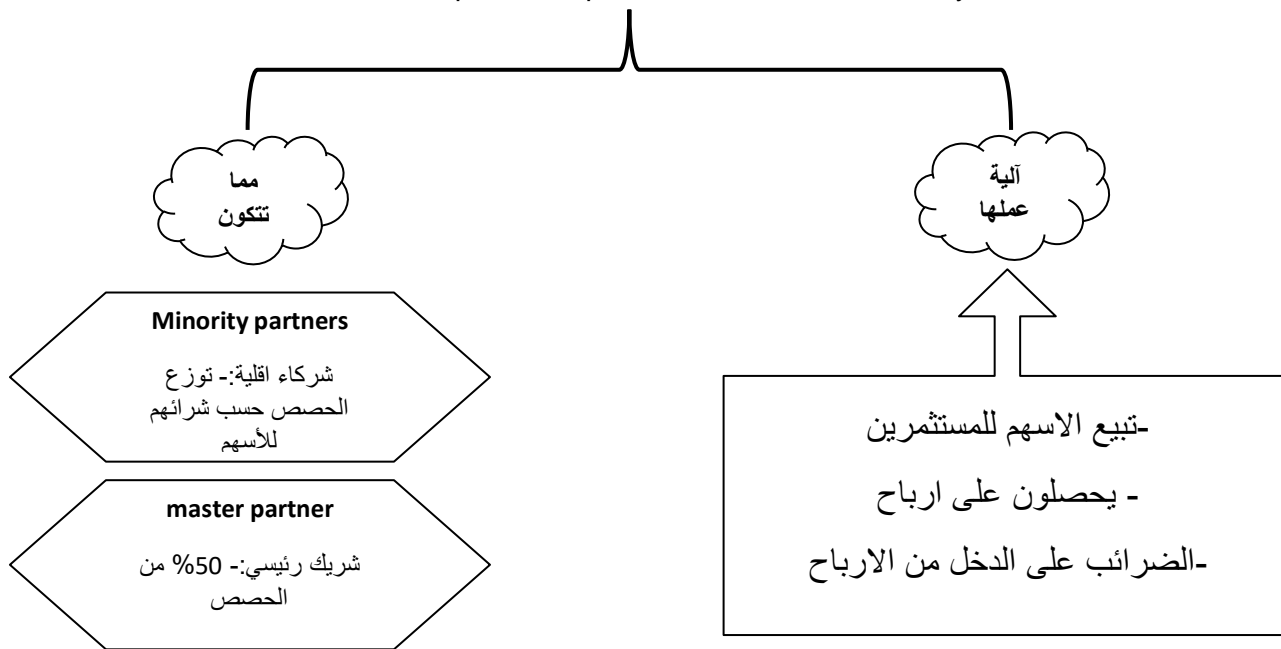 مما
تتكون
آلية
عملها
Minority partners
شركاء اقلية:- توزع
الحصص حسب شرائهم
للأسهم
master partner
شريك رئيسي:- 50% من
الحصص
-تبيع الاسهم للمستثمرين
- يحصلون على ارباح
-الضرائب على الدخل من الارباح